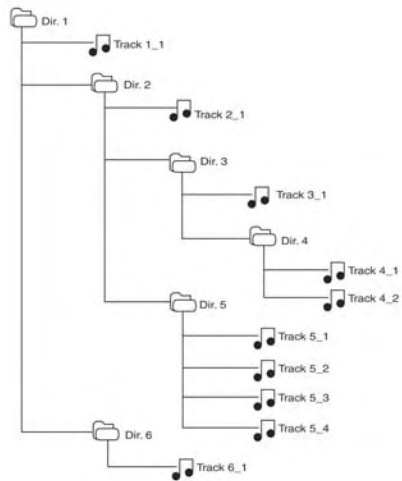 Dir. 1
Track 1_1
Dir. 2
Track 2_1
Dir. 3
Track 3_1
Dir. 4
Track 4_1
Track 4_2
Dir. 5
Track 5_1
Track 5_2
Track 5_3
Track 5_4
Dir. 6
Track 6_1